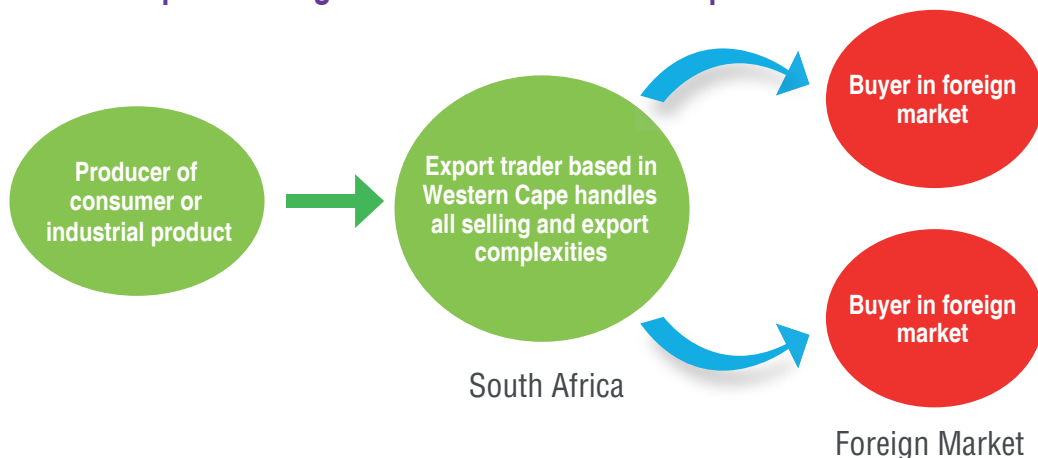 Producer of
consumer or
industrial product
Export trader based in
Western Cape handles
all selling and export
complexities
Buyer in foreign
market
Buyer in foreign
market
South Africa
Foreign Market